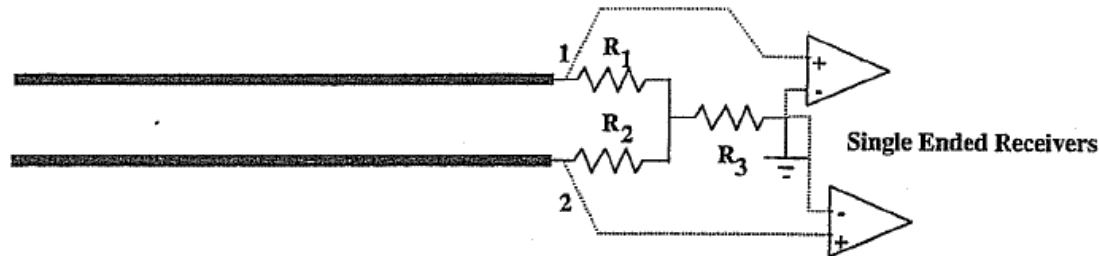 1
R1
+
-
R2
R3
-
Single Ended Receivers
2
-
+